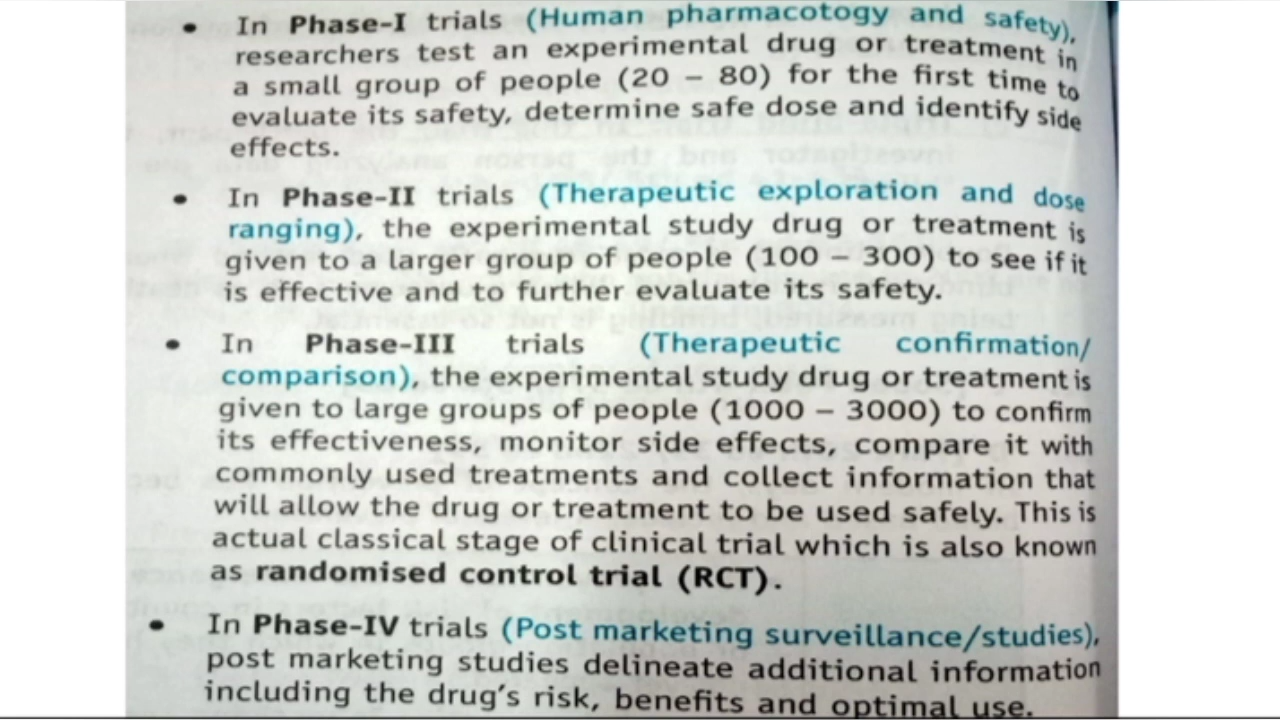 • In Phase-I trials (Human pharmacotogy and safety),
researchers test an experimental drug or treatment in
a small group of people (20 – 80) for the first time to
evaluate its safety, determine safe dose and identify side
effects.
• In Phase-II trials (Therapeutic exploration and dose
ranging), the experimental study drug or treatment is
given to a larger group of people (100 – 300) to see if it
is effective and to further evaluate its safety.
• In Phase-III trials (Therapeutic confirmation/
comparison), the experimental study drug or treatment is
given to large groups of people (1000 – 3000) to confirm
its effectiveness, monitor side effects, compare it with
commonly used treatments and collect information that
will allow the drug or treatment to be used safely. This is
actual classical stage of clinical trial which is also known
as randomised control trial (RCT).
• In Phase-IV trials (Post marketing surveillance/studies),
post marketing studies delineate additional information
including the drug's risk, benefits and optimal use.